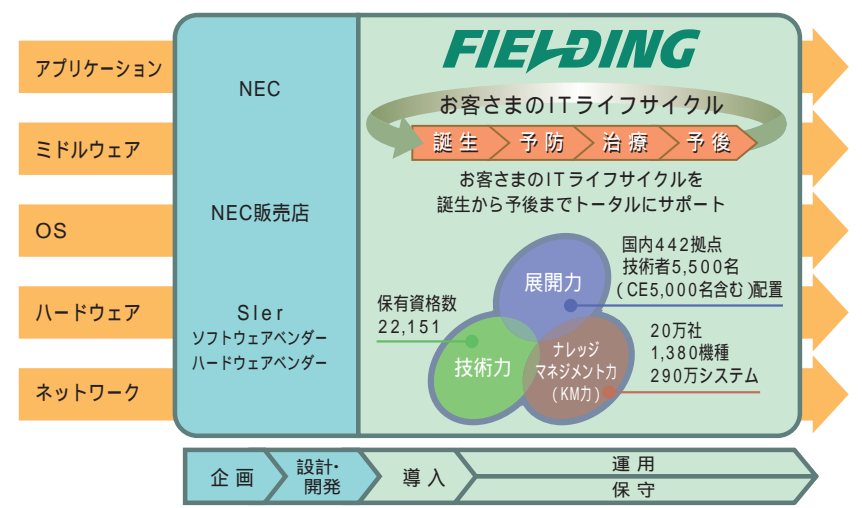 アプリケーション
ミドルウェア
OS
ハードウェア
ネットワーク
NEC
NEC販売店
SIer
ソフトウェアベンダー
ハードウェアベンダー
FIELDING
お客さまのITライフサイクル
誕生
予防
治療
予後
お客さまのITライフサイクルを
誕生から予後までトータルにサポート
展開力
国内442拠点
技術者5,500名
(CE5,000名含む)配置
保有資格数
22,151
技術力
ナレッジ
マネジメント力
(KM力)
20万社
1,380機種
290万システム
企画
設計・
開発
導入
運用
保守